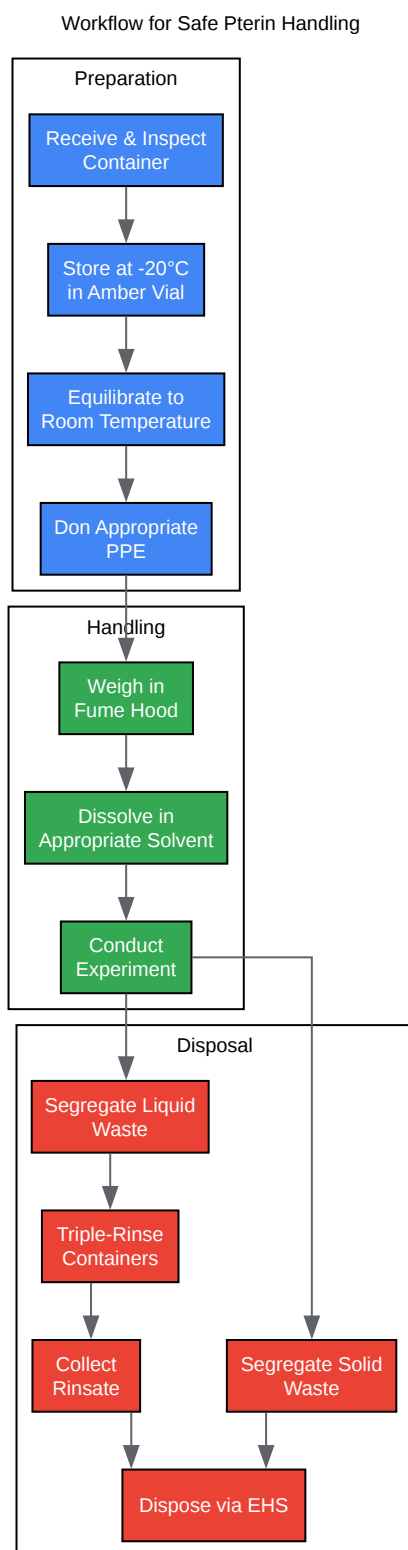 Workflow for Safe Pterin Handling
Preparation
Receive & Inspect
Container
Store at -20°C
in Amber Vial
Equilibrate to
Room Temperature
Don Appropriate
PPE
Handling
Weigh in
Fume Hood
Dissolve in
Appropriate Solvent
Conduct
Experiment
Disposal
Segregate Liquid
Waste
Triple-Rinse
Containers
Collect
Rinsate
Segregate Solid
Waste
Dispose via EHS